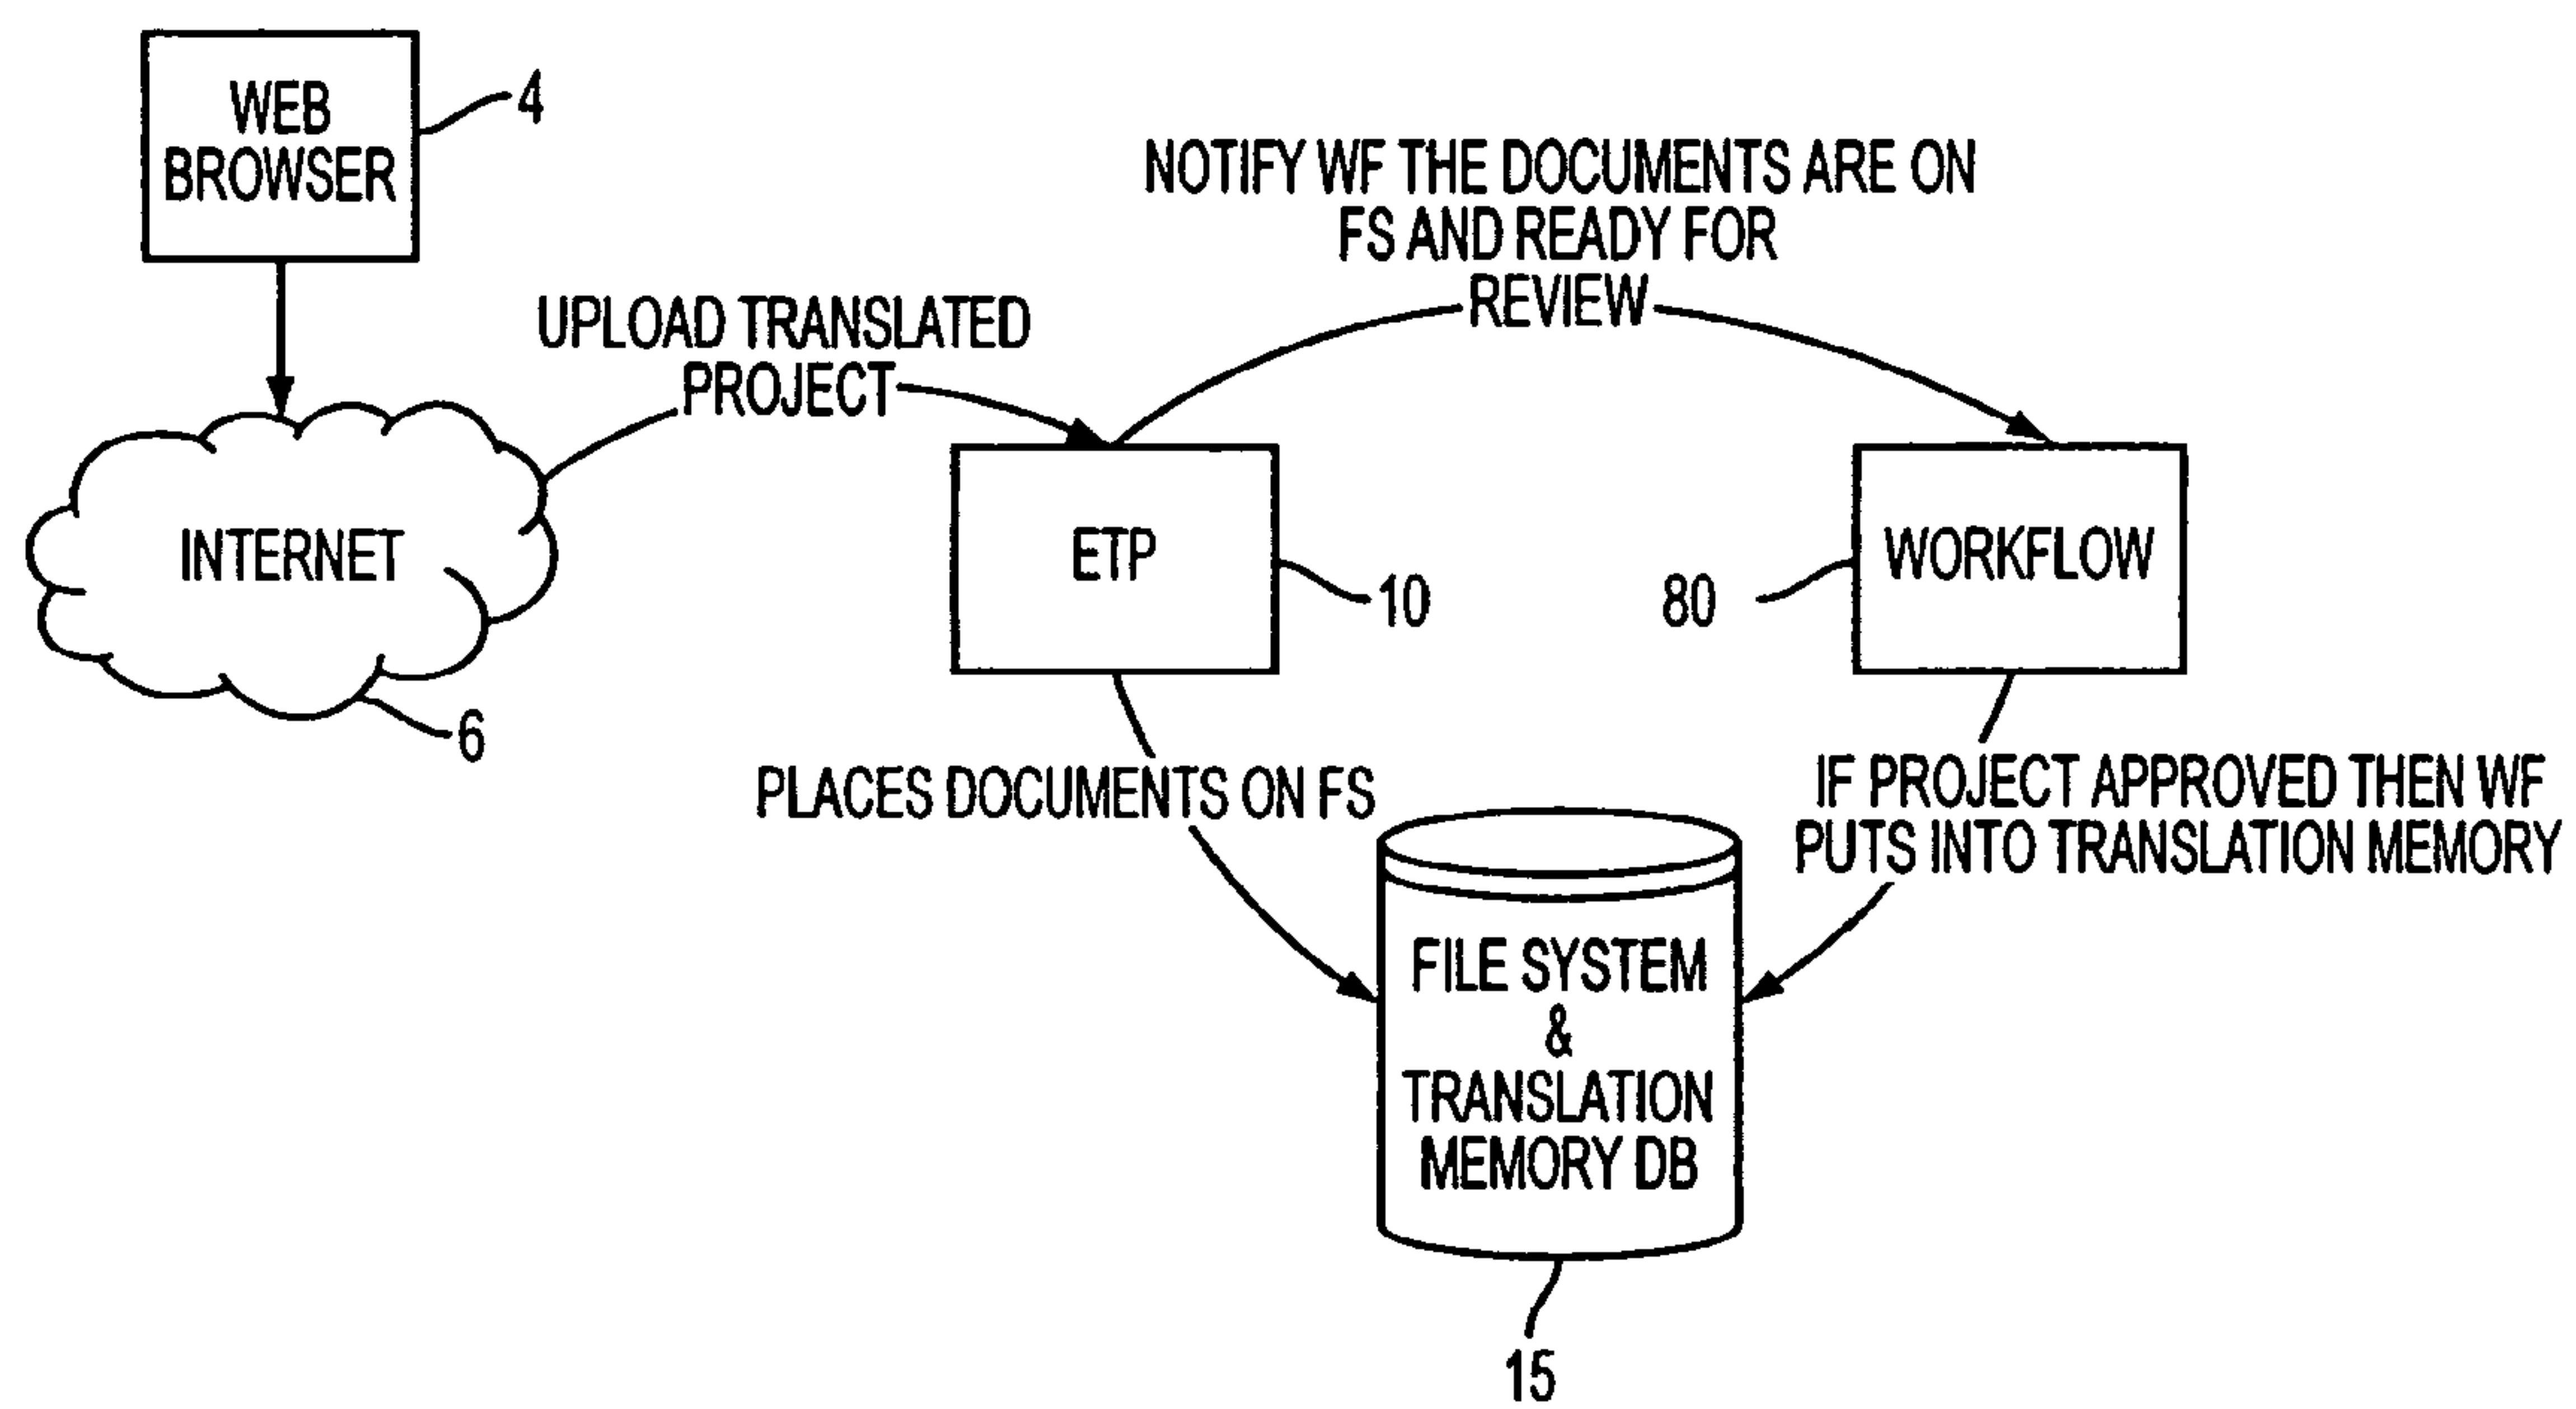 WEB
BROWSER
4
NOTIFY WF THE DOCUMENTS ARE ON
FS AND READY FOR
REVIEW
UPLOAD TRANSLATED
PROJECT
INTERNET
6
ETP
10
WORKFLOW
80
PLACES DOCUMENTS ON FS
IF PROJECT APPROVED THEN WF
PUTS INTO TRANSLATION MEMORY
FILE SYSTEM
&
TRANSLATION
MEMORY DB
15